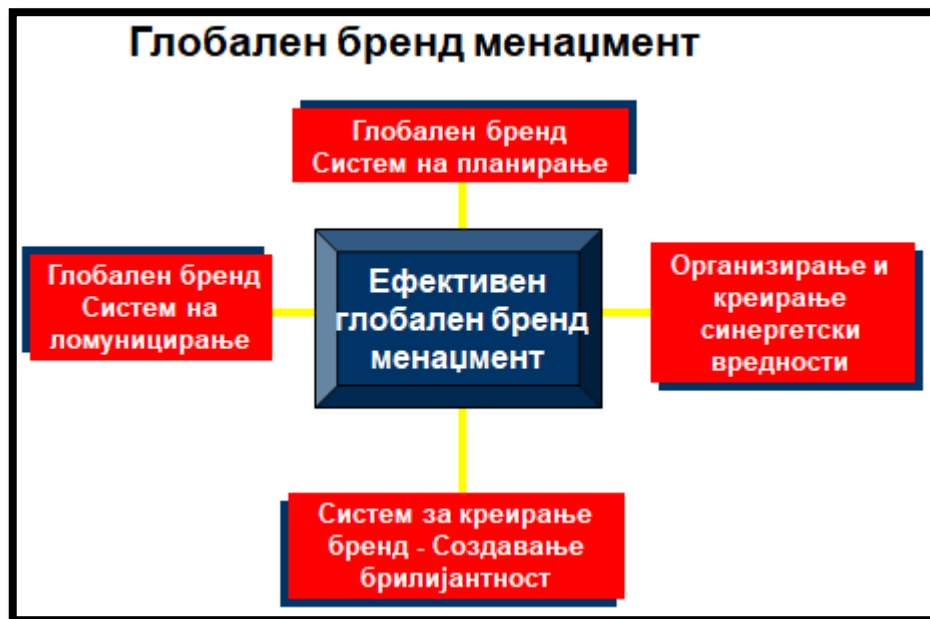 Глобален бренд менаџмент
Глобален бренд
Систем на планирање
Глобален бренд
Систем на
ломуницирање
Ефективен
глобален бренд
менаџмент
Организирање и
креирање
синергетски
вредности
Систем за креирање
бренд - Создавање
брилијантност